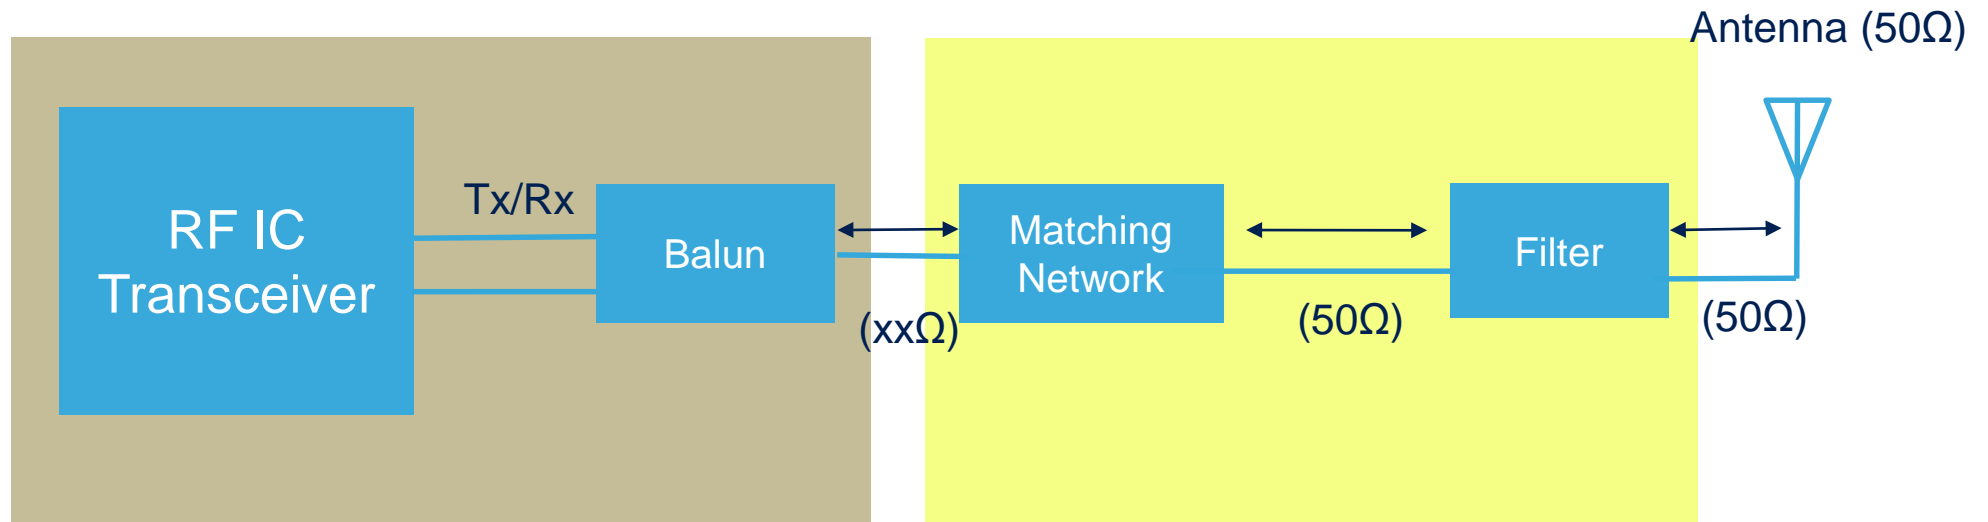 Antenna (50Ω)
RF IC
Transceiver
Tx/Rx
Balun
(xxΩ)
Matching
Network
(50Ω)
Filter
(50Ω)